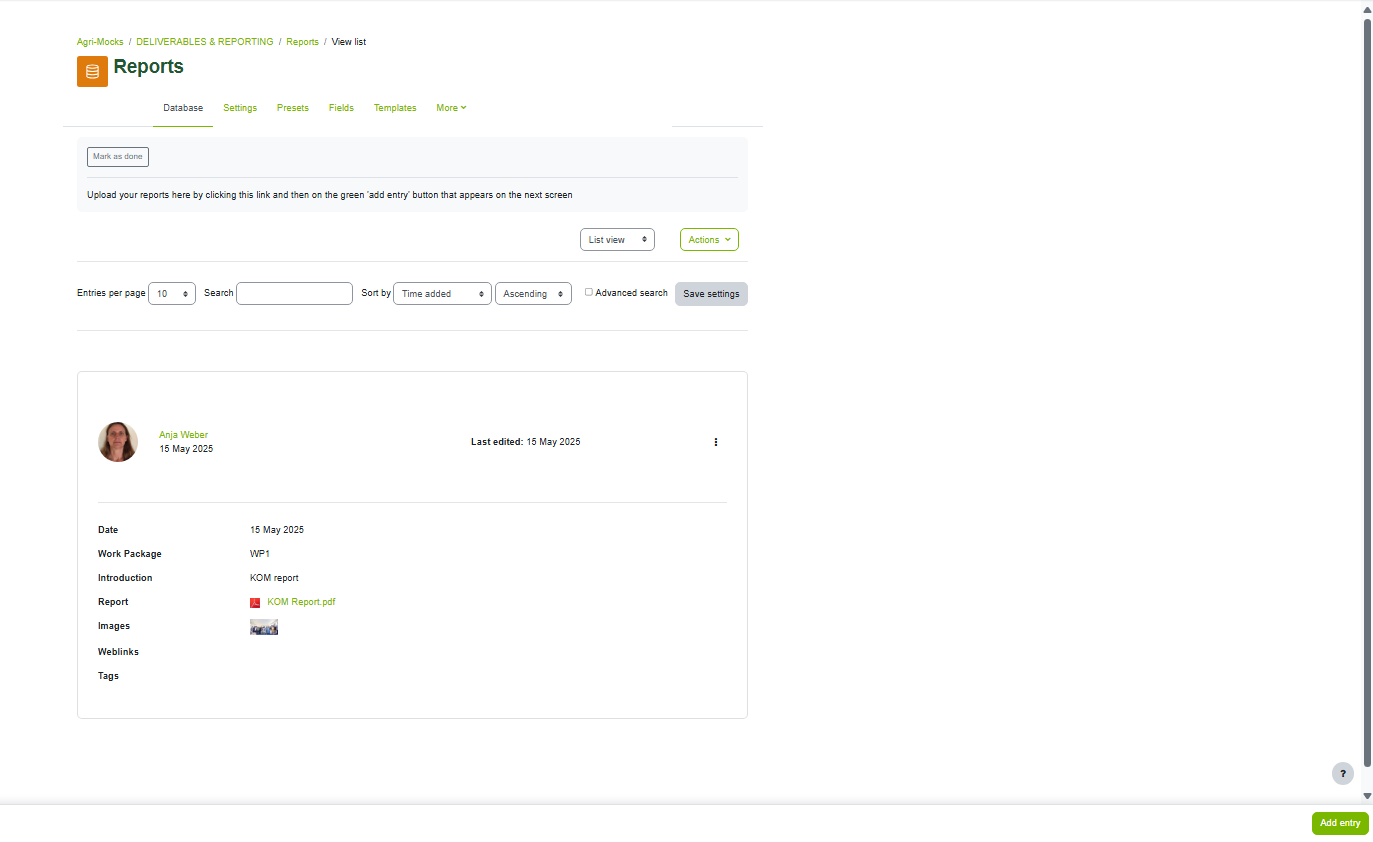 Agri-Mocks / DELIVERABLES & REPORTING / Reports / View list
Reports
Database Settings Presets Fields Templates More
Mark as done
Upload your reports here by clicking this link and then on the green 'add entry' button that appears on the next screen
List view Actions
Entries per page 10 Search Sort by Time added Ascending Advanced search Save settings
Anja Weber
15 May 2025
Last edited: 15 May 2025
Date 15 May 2025
Work Package WP1
Introduction KOM report
Report KOM Report.pdf
Images
Weblinks
Tags
?
Add entry